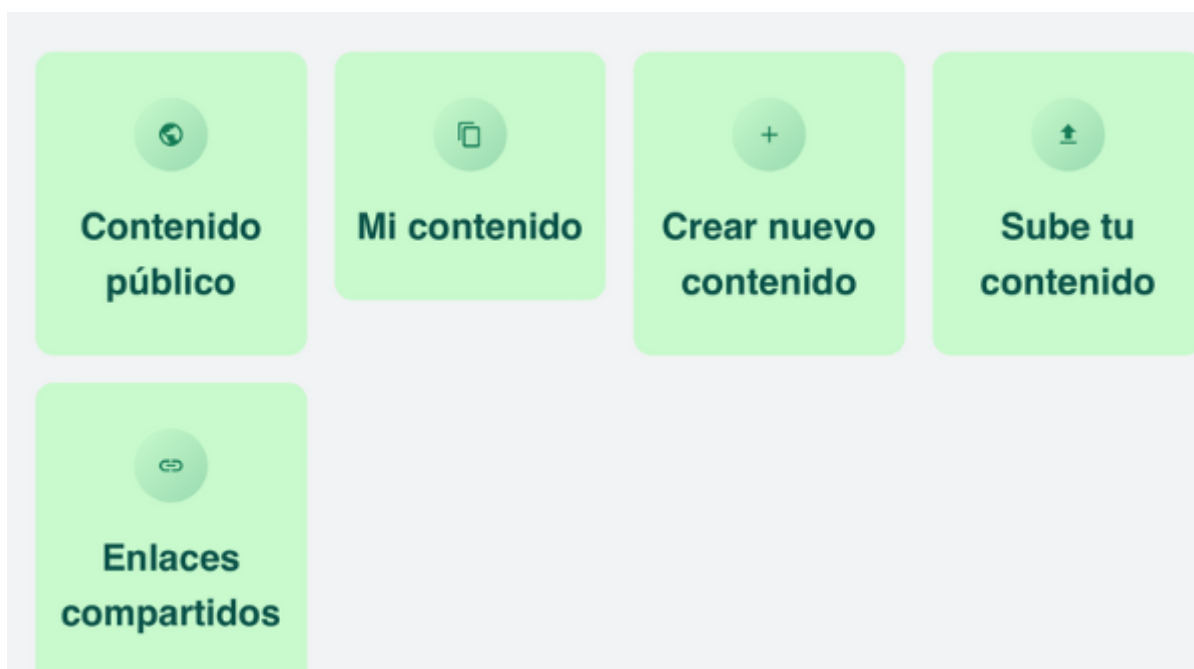 Contenido
público
Mi contenido
Crear nuevo
contenido
Sube tu
contenido
Enlaces
compartidos